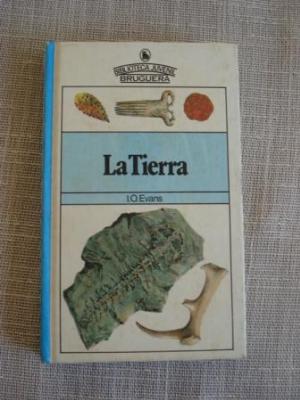 BIBLIOTECA JUVENIL
BRUGUERA
La Tierra
I.O. Evans